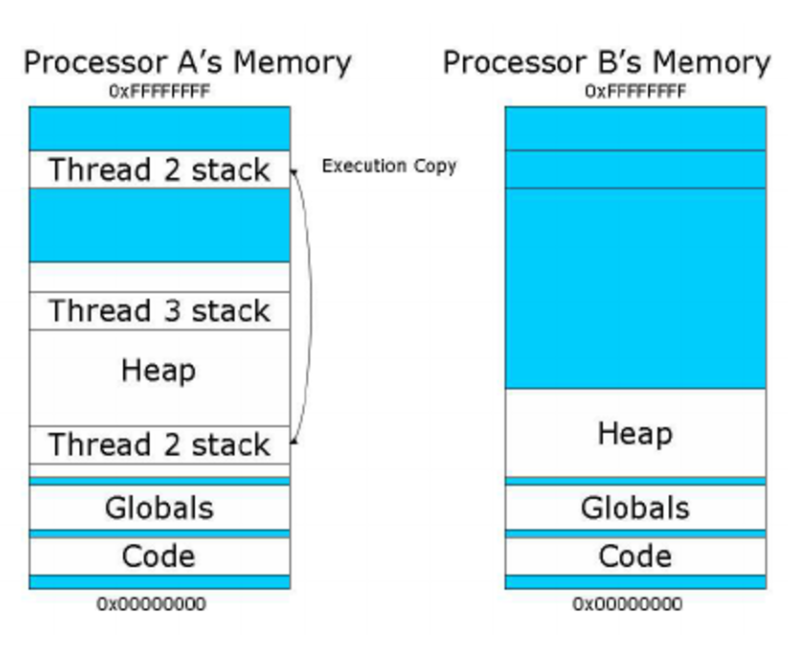 Processor A's Memory
0xFFFFFFFF
Thread 2 stack
Execution Copy
Thread 3 stack
Heap
Thread 2 stack
Globals
Code
0x00000000
Processor B's Memory
0xFFFFFFFF
Heap
Globals
Code
0x00000000